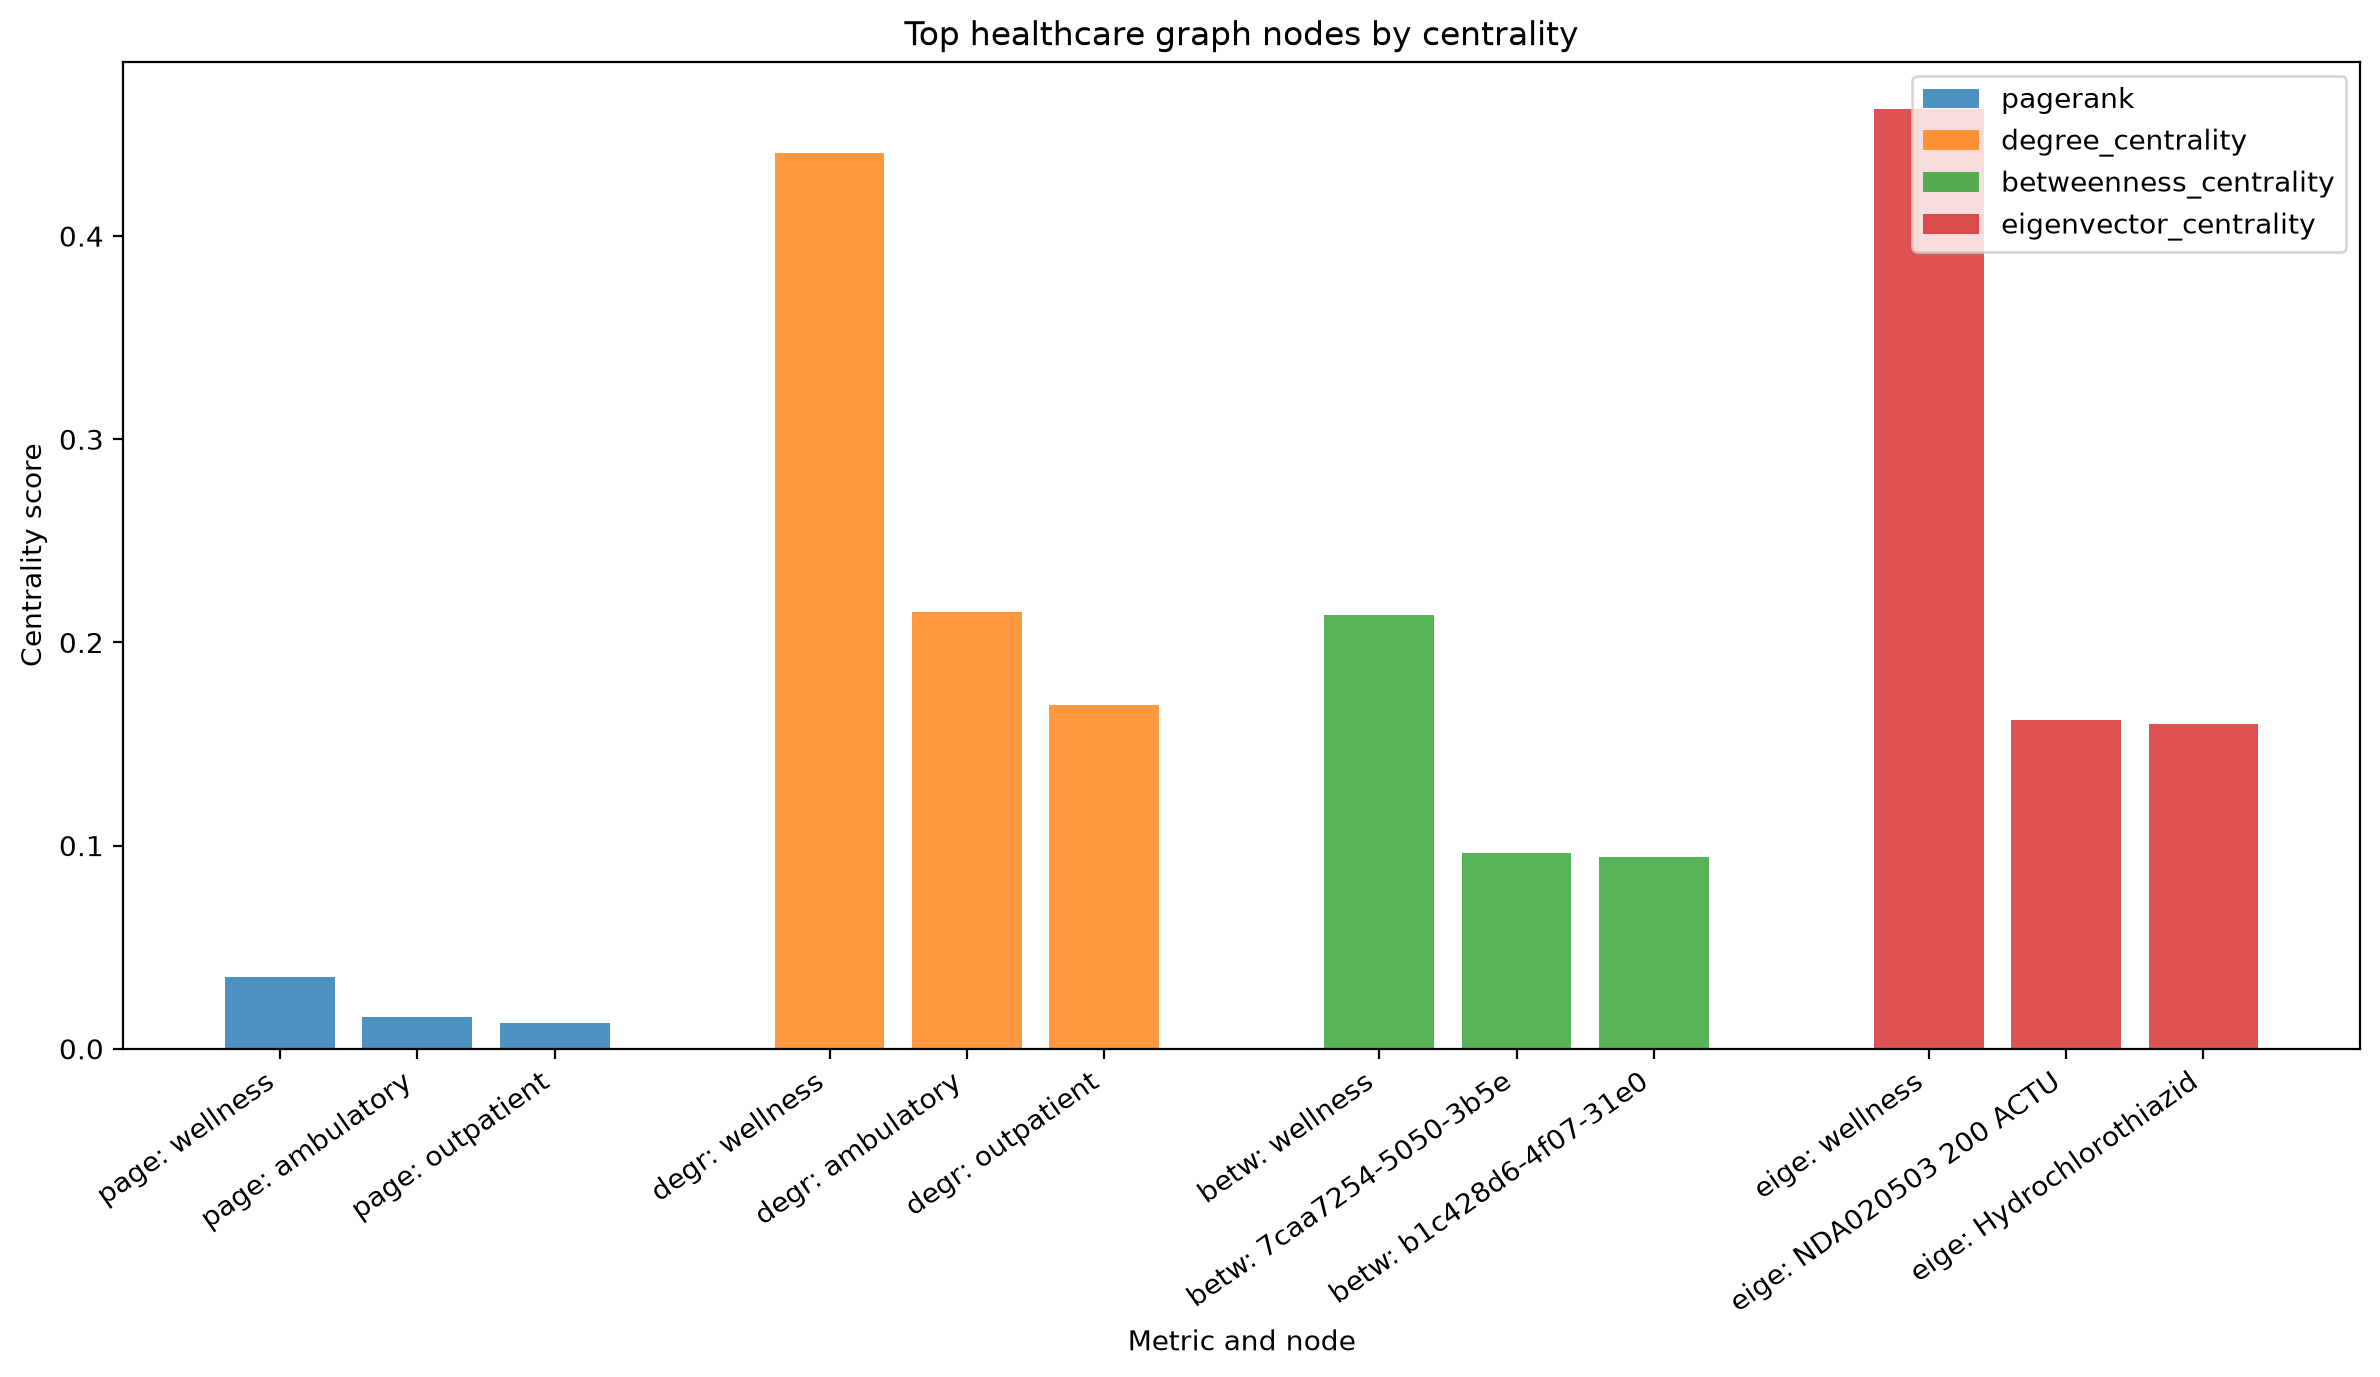 Top healthcare graph nodes by centrality
pagerank
degree_centrality
betweenness_centrality
eigenvector_centrality
Centrality score
0.4
0.3
0.2
0.1
0.0
page: wellness
page: ambulatory
page: outpatient
degr: wellness
degr: ambulatory
degr: outpatient
betw: wellness
betw: 7caa7254-5050-3b5e
betw: b1c428d6-4f07-31e0
eige: wellness
eige: NDA020503 200 ACTU
eige: Hydrochlorothiazid
Metric and node